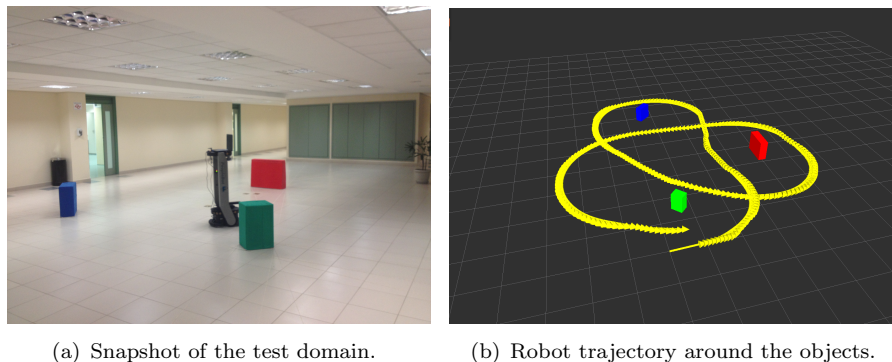 (a) Snapshot of the test domain.
(b) Robot trajectory around the objects.